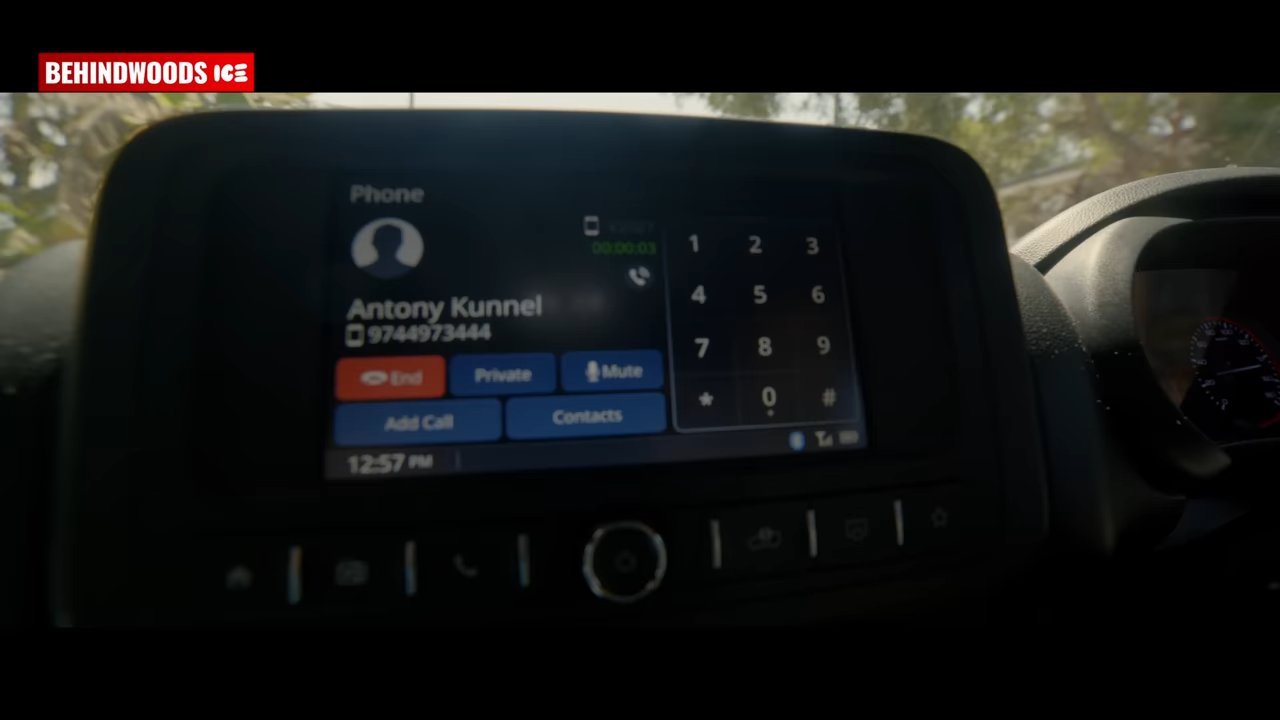 BEHINDWOODS ICE
Phone
00:00:03
Antony Kunnel
9744973444
End Private Mute
Add Call Contacts
12:57 PM
1 2 3
4 5 6
7 8 9
* 0 #